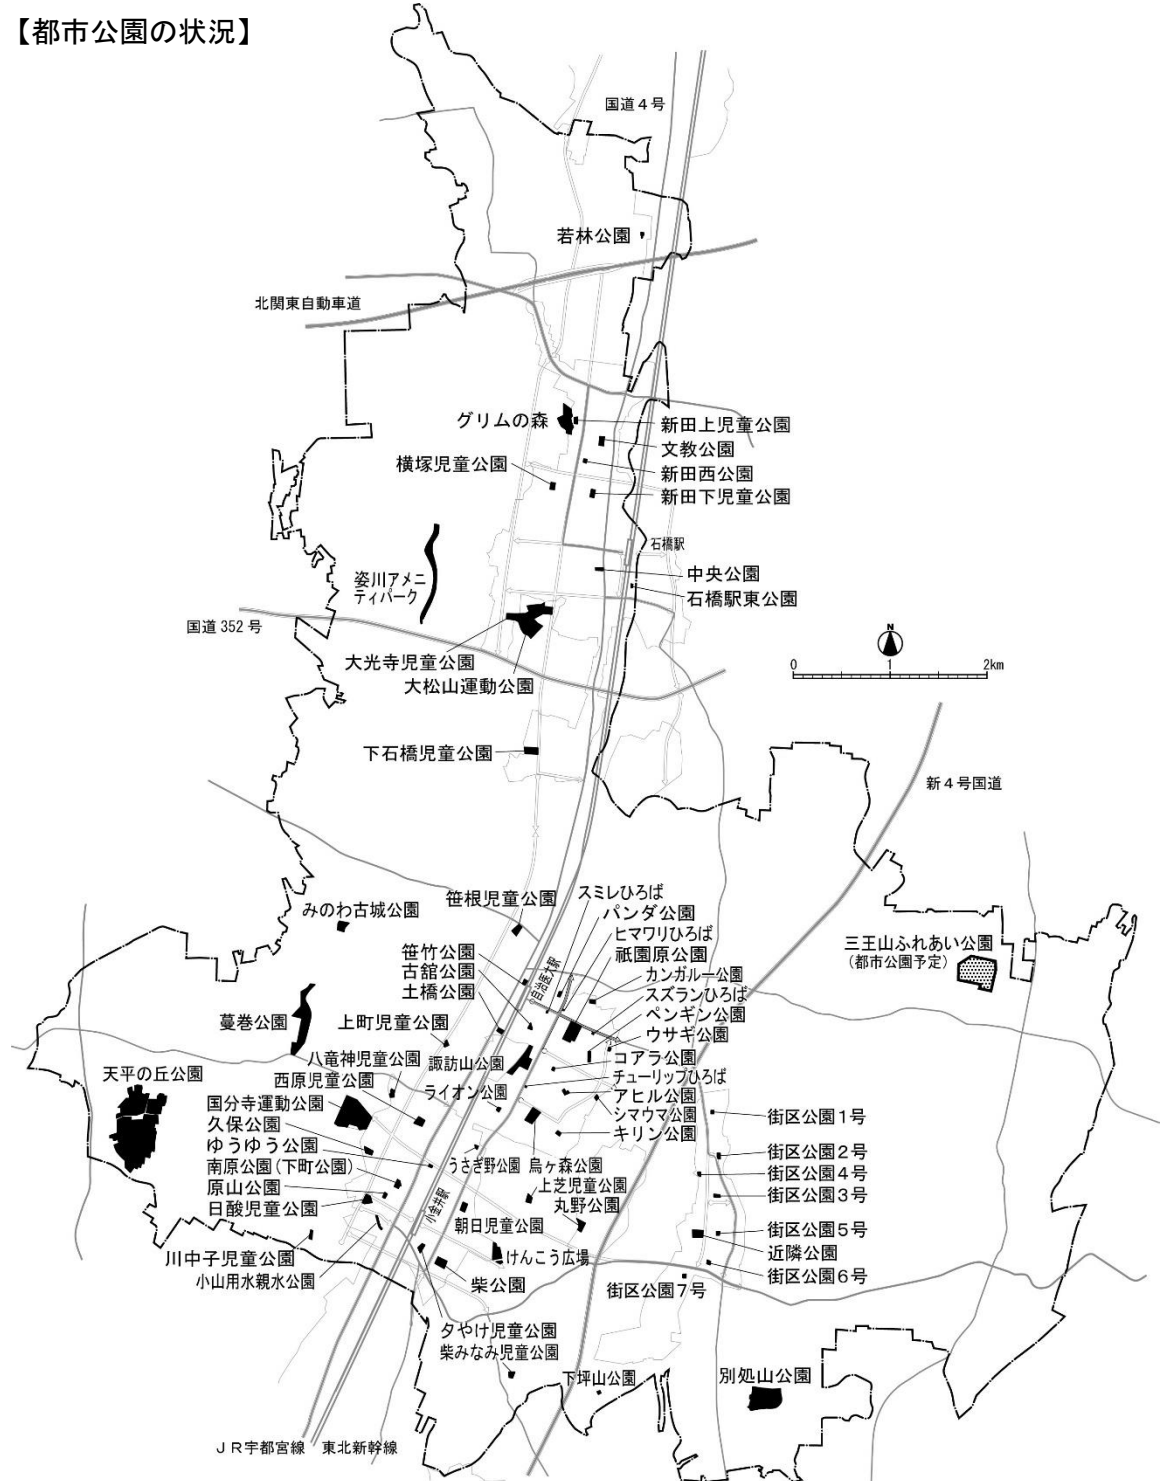 【都市公園の状況】
国道４号
若林公園
北関東自動車道
グリムの森
新田上児童公園
文教公園
横塚児童公園
新田西公園
新田下児童公園
石橋駅
中央公園
姿川アメニ
ティパーク
石橋駅東公園
国道352号
N
0 1 2km
大光寺児童公園
大松山運動公園
下石橋児童公園
新４号国道
スミレひろば
笹根児童公園
みのわ古城公園
パンダ公園
ヒマワリひろば
三王山ふれあい公園
（都市公園予定）
笹竹公園
祇園原公園
古舘公園
自治医大駅
カンガルー公園
土橋公園
スズランひろば
蔓巻公園
上町児童公園
ペンギン公園
ウサギ公園
八竜神児童公園
諏訪山公園
コアラ公園
天平の丘公園
西原児童公園
チューリップひろば
ライオン公園
アヒル公園
国分寺運動公園
シマウマ公園
街区公園１号
久保公園
キリン公園
ゆうゆう公園
街区公園２号
南原公園（下町公園）
うさぎ野公園
烏ヶ森公園
街区公園４号
原山公園
上芝児童公園
街区公園３号
日酸児童公園
小金井駅
丸野公園
朝日児童公園
街区公園５号
川中子児童公園
けんこう広場
近隣公園
小山用水親水公園
柴公園
街区公園６号
街区公園７号
夕やけ児童公園
柴みなみ児童公園
下坪山公園
別処山公園
ＪＲ宇都宮線
東北新幹線